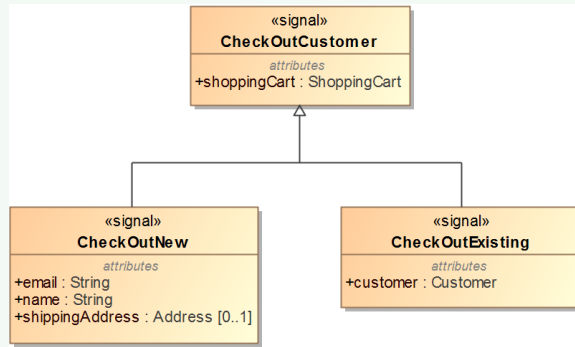 «signal»
CheckOutCustomer
attributes
+shoppingCart : ShoppingCart
«signal»
CheckOutNew
attributes
+email : String
+name : String
+shippingAddress : Address [0..1]
«signal»
CheckOutExisting
attributes
+customer : Customer